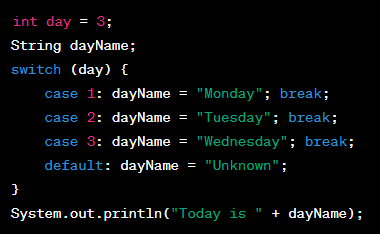 int day = 3;
String dayName;
switch (day) {
    case 1: dayName = "Monday"; break;
    case 2: dayName = "Tuesday"; break;
    case 3: dayName = "Wednesday"; break;
    default: dayName = "Unknown";
}
System.out.println("Today is " + dayName);